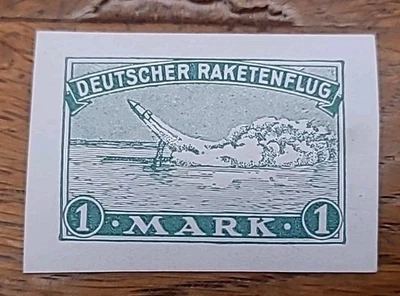 DEUTSCHER RAKETENFLUG
1 · MARK · 1